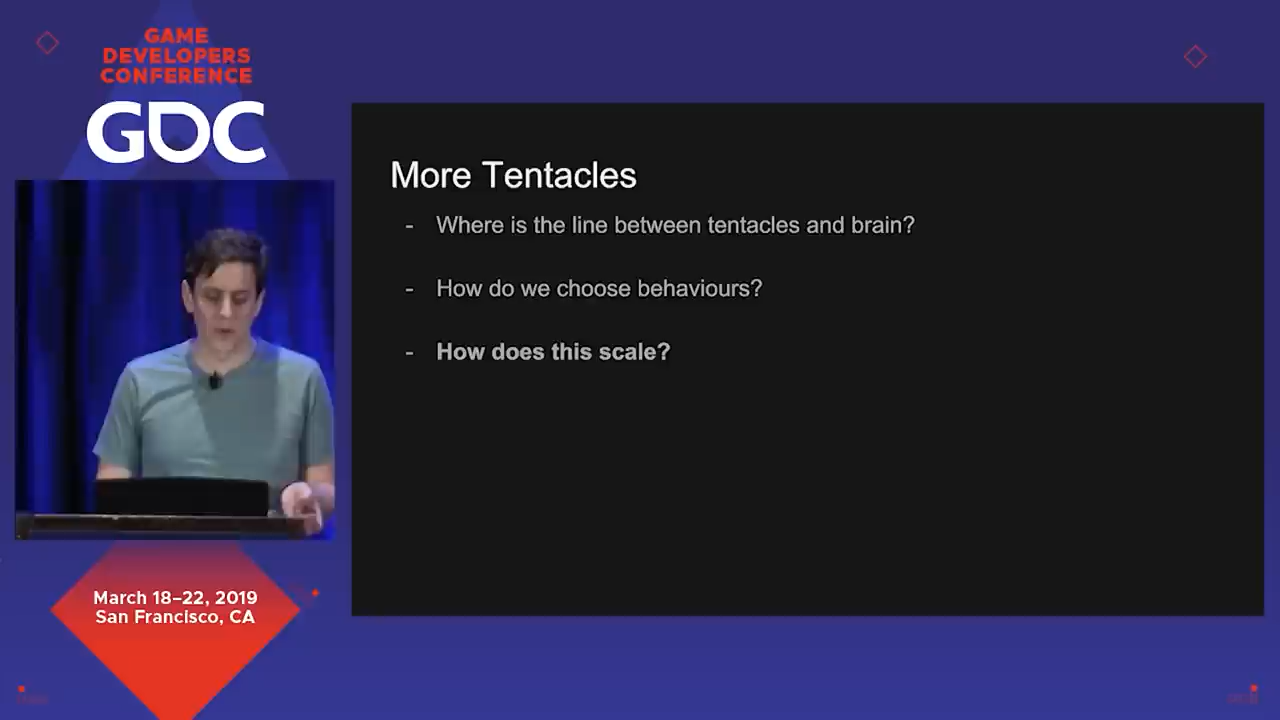 GAME
DEVELOPERS
CONFERENCE
GDC
More Tentacles
- Where is the line between tentacles and brain?
- How do we choose behaviours?
- How does this scale?
March 18–22, 2019
San Francisco, CA